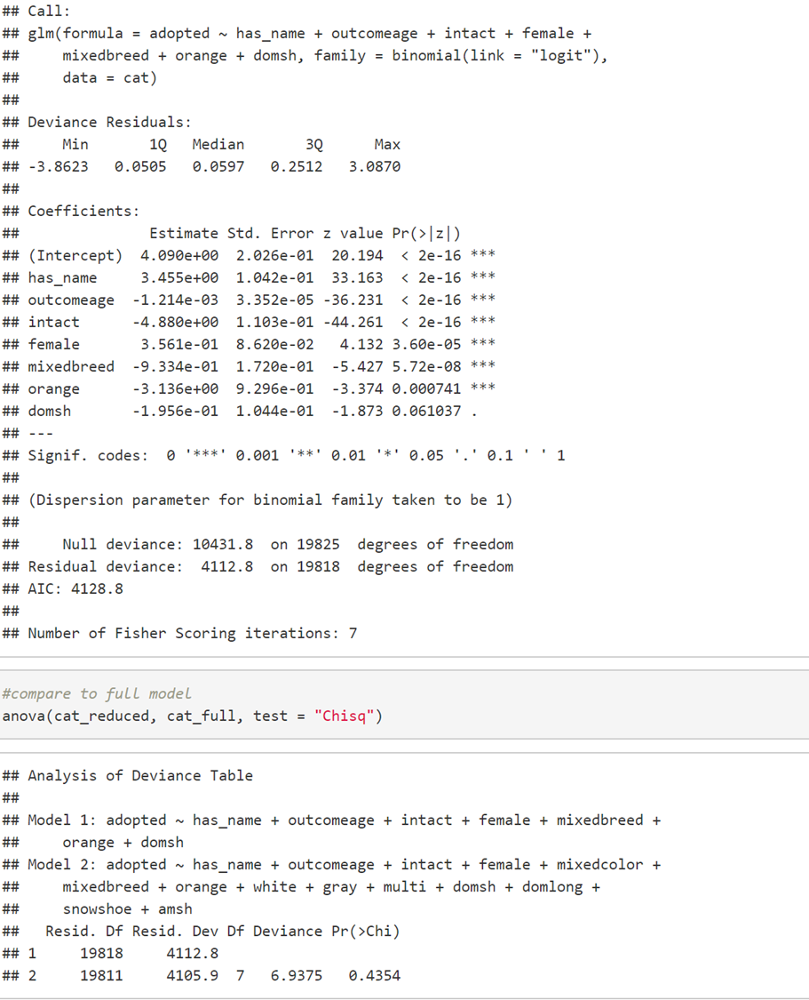 ## Call:
## glm(formula = adopted ~ has_name + outcomeage + intact + female +
##     mixedbreed + orange + domsh, family = binomial(link = "logit"),
##     data = cat)
##
## Deviance Residuals:
##     Min       1Q   Median       3Q      Max
## -3.8623   0.0505   0.0597   0.2512   3.0870
##
## Coefficients:
##               Estimate Std. Error z value Pr(>|z|)
## (Intercept)  4.090e+00  2.026e-01  20.194  < 2e-16 ***
## has_name     3.455e+00  1.042e-01  33.163  < 2e-16 ***
## outcomeage  -1.214e-03  3.352e-05 -36.231  < 2e-16 ***
## intact      -4.880e+00  1.103e-01 -44.261  < 2e-16 ***
## female       3.561e-01  8.620e-02   4.132 3.60e-05 ***
## mixedbreed  -9.334e-01  1.720e-01  -5.427 5.72e-08 ***
## orange      -3.136e+00  9.296e-01  -3.374 0.000741 ***
## domsh       -1.956e-01  1.044e-01  -1.873 0.061037 .
## ---
## Signif. codes:  0 '***' 0.001 '**' 0.01 '*' 0.05 '.' 0.1 ' ' 1
##
## (Dispersion parameter for binomial family taken to be 1)
##
##     Null deviance: 10431.8  on 19825  degrees of freedom
## Residual deviance:  4112.8  on 19818  degrees of freedom
## AIC: 4128.8
##
## Number of Fisher Scoring iterations: 7
#compare to full model
anova(cat_reduced, cat_full, test = "Chisq")
## Analysis of Deviance Table
##
## Model 1: adopted ~ has_name + outcomeage + intact + female + mixedbreed +
##     orange + domsh
## Model 2: adopted ~ has_name + outcomeage + intact + female + mixedcolor +
##     mixedbreed + orange + white + gray + multi + domsh + domlong +
##     snowshoe + amsh
##   Resid. Df Resid. Dev Df Deviance Pr(>Chi)
## 1     19818     4112.8
## 2     19811     4105.9  7   6.9375   0.4354